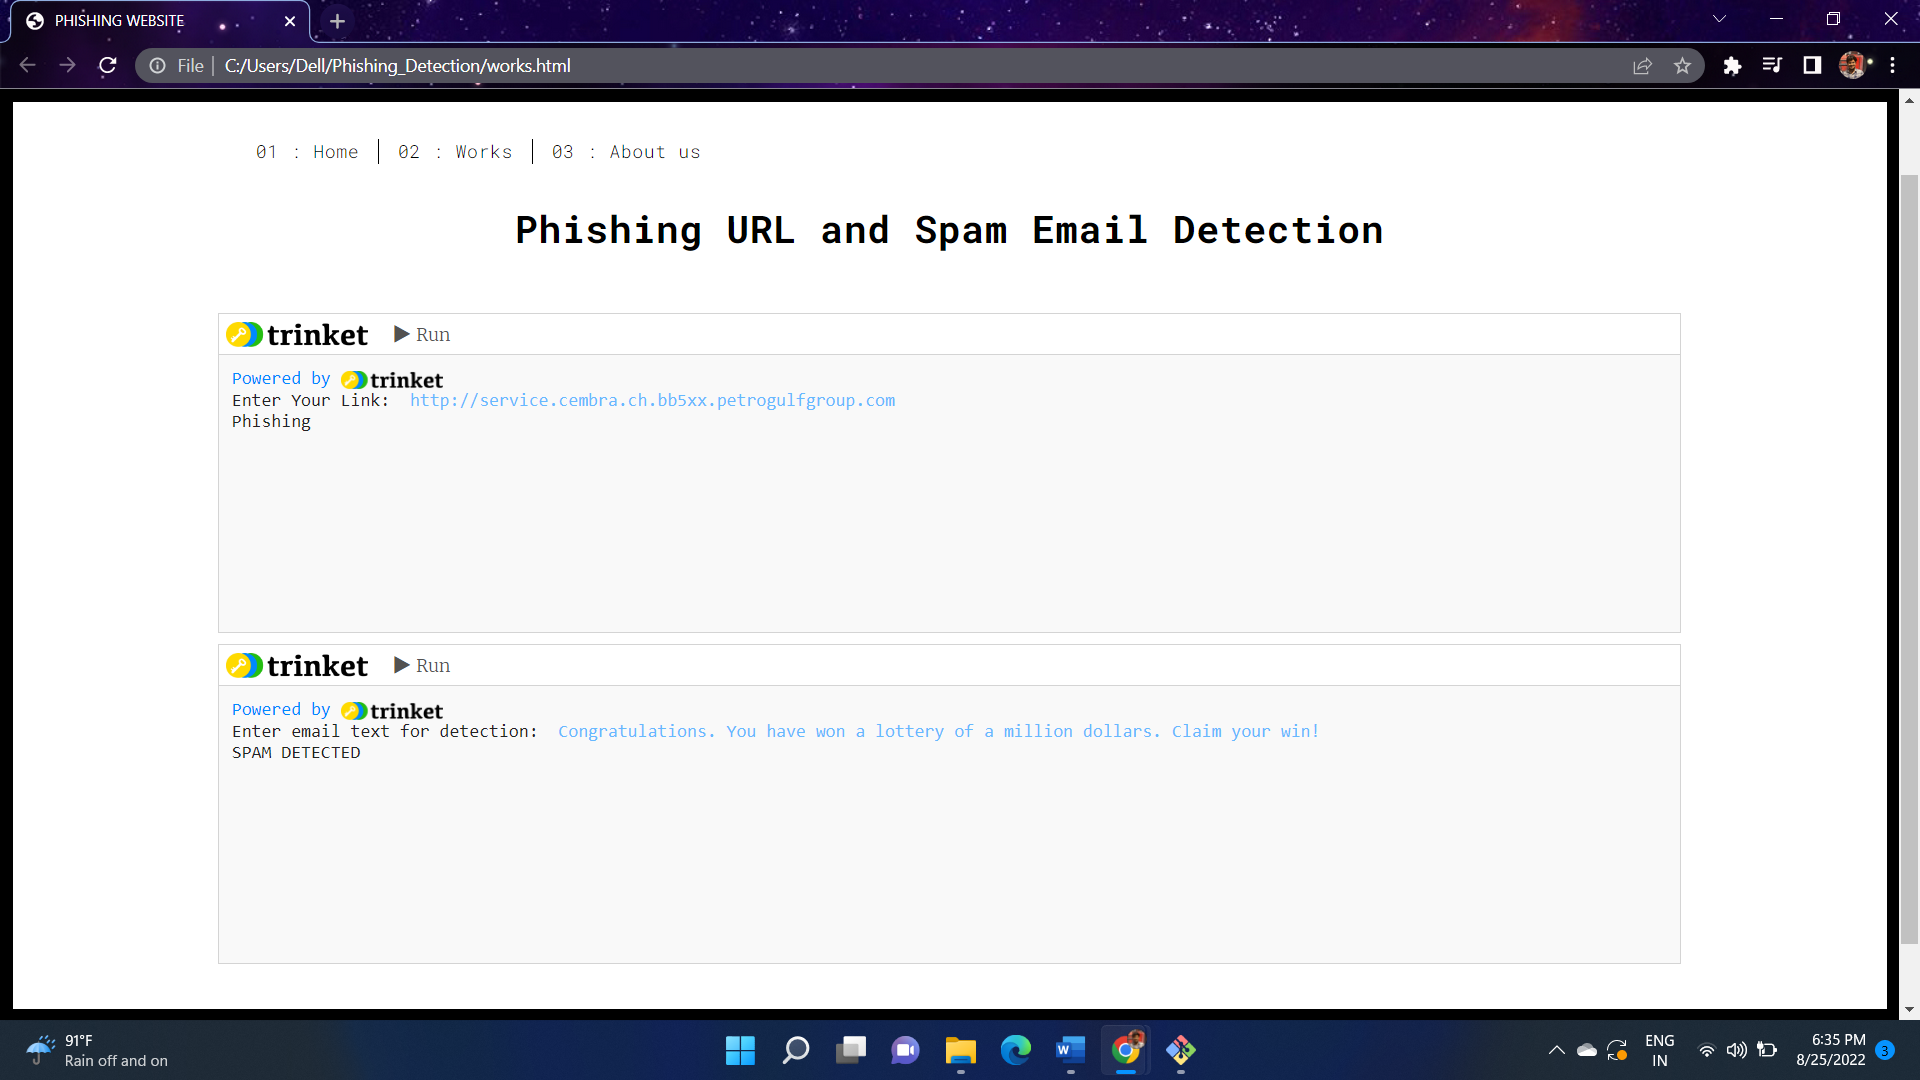 PHISHING WEBSITE
File | C:/Users/Dell/Phishing_Detection/works.html
01 : Home | 02 : Works | 03 : About us
Phishing URL and Spam Email Detection
trinket Run
Powered by trinket
Enter Your Link: http://service.cembra.ch.bb5xx.petrogulfgroup.com
Phishing
trinket Run
Powered by trinket
Enter email text for detection: Congratulations. You have won a lottery of a million dollars. Claim your win!
SPAM DETECTED
91°F
Rain off and on
W
ENG
IN
6:35 PM
8/25/2022
3